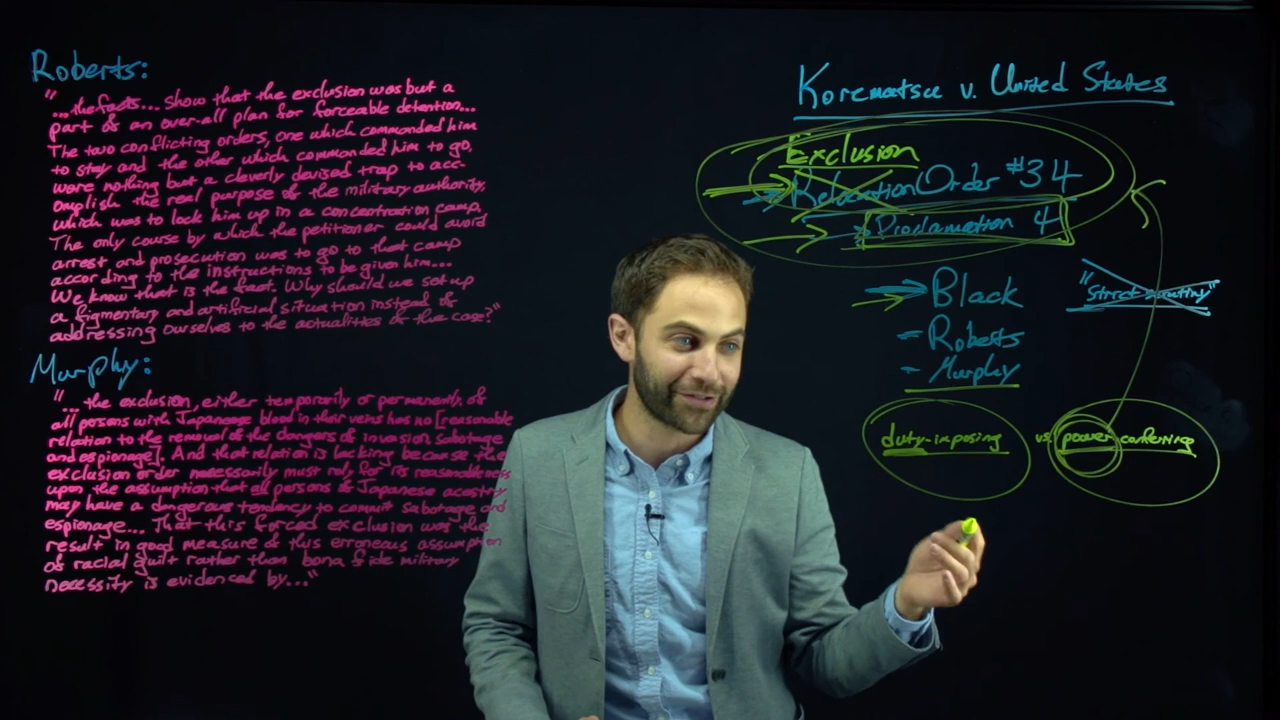 Roberts:
"...the facts... show that the exclusion was but a
part of an over-all plan for forceable detention...
The two conflicting orders, one which commanded him
to stay and the other which commanded him to go,
were nothing but a cleverly devised trap to acc-
omplish the real purpose of the military authority,
which was to lock him up in a concentration camp.
The only course by which the petitioner could avoid
arrest and prosecution was to go to that camp
according to the instructions to be given him...
We know that is the fact. Why should we set up
a figmentary and artificial situation instead of
addressing ourselves to the actualities of the case?"
Murphy:
"... the exclusion, either temporarily or permanently, of
all persons with Japanese blood in their veins has no [reasonable
relation to the removal of the dangers of invasion, sabotage
and espionage]. And that relation is lacking because the
exclusion order necessarily must rely for its reasonableness
upon the assumption that all persons of Japanese acestry
may have a dangerous tendency to commit sabotage and
espionage... That this forced exclusion was the
result in good measure of this erroneous assumption
of racial guilt rather than bona fide military
necessity is evidenced by..."
Korematsu v. United States
Exclusion
Relocation Order #34
Proclamation 4
Black
"Strict scrutiny"
- Roberts
- Murphy
duty-imposing vs. power conferring